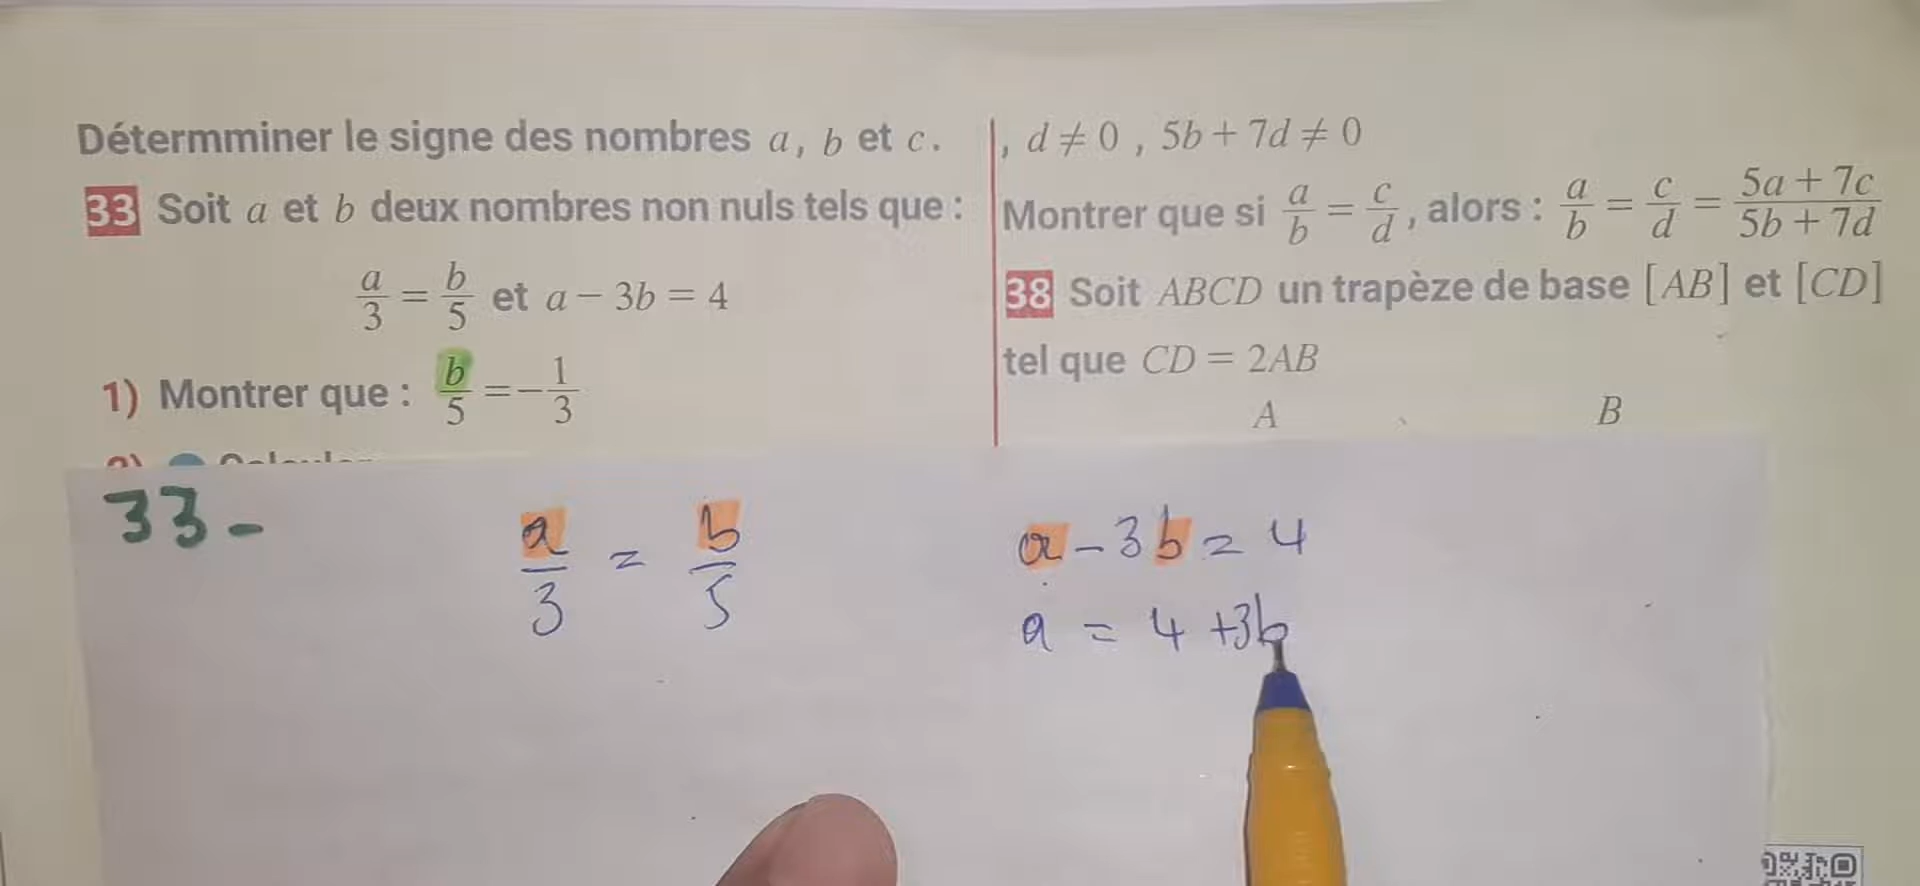 Détermminer le signe des nombres a, b et c.
33 Soit a et b deux nombres non nuls tels que :
a/3 = b/5 et a − 3b = 4
1) Montrer que : b/5 = −1/3
2) Calculer
, d ≠ 0 , 5b + 7d ≠ 0
Montrer que si a/b = c/d, alors : a/b = c/d = (5a + 7c)/(5b + 7d)
38 Soit ABCD un trapèze de base [AB] et [CD]
tel que CD = 2AB
A B
33 -
a/3 = b/5
a - 3b = 4
a = 4 + 3b